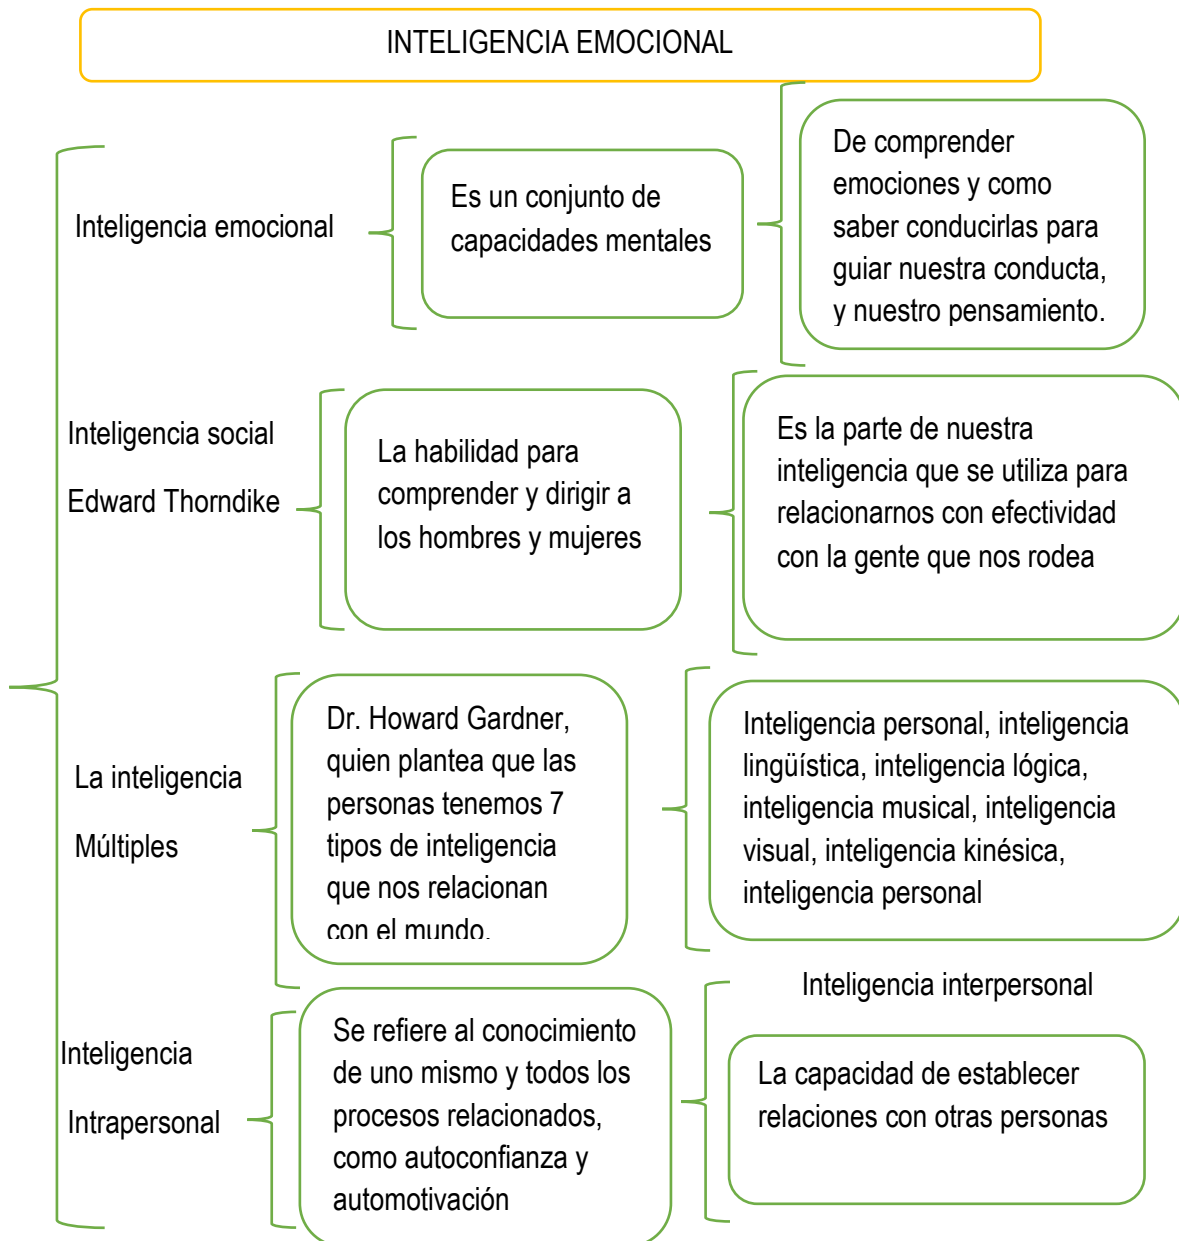 INTELIGENCIA EMOCIONAL
Inteligencia emocional
Es un conjunto de
capacidades mentales
De comprender
emociones y como
saber conducirlas para
guiar nuestra conducta,
y nuestro pensamiento.
Inteligencia social
Edward Thorndike
La habilidad para
comprender y dirigir a
los hombres y mujeres
Es la parte de nuestra
inteligencia que se utiliza para
relacionarnos con efectividad
con la gente que nos rodea
La inteligencia
Múltiples
Dr. Howard Gardner,
quien plantea que las
personas tenemos 7
tipos de inteligencia
que nos relacionan
con el mundo.
Inteligencia personal, inteligencia
lingüística, inteligencia lógica,
inteligencia musical, inteligencia
visual, inteligencia kinésica,
inteligencia personal
Inteligencia
Intrapersonal
Se refiere al conocimiento
de uno mismo y todos los
procesos relacionados,
como autoconfianza y
automotivación
Inteligencia interpersonal
La capacidad de establecer
relaciones con otras personas